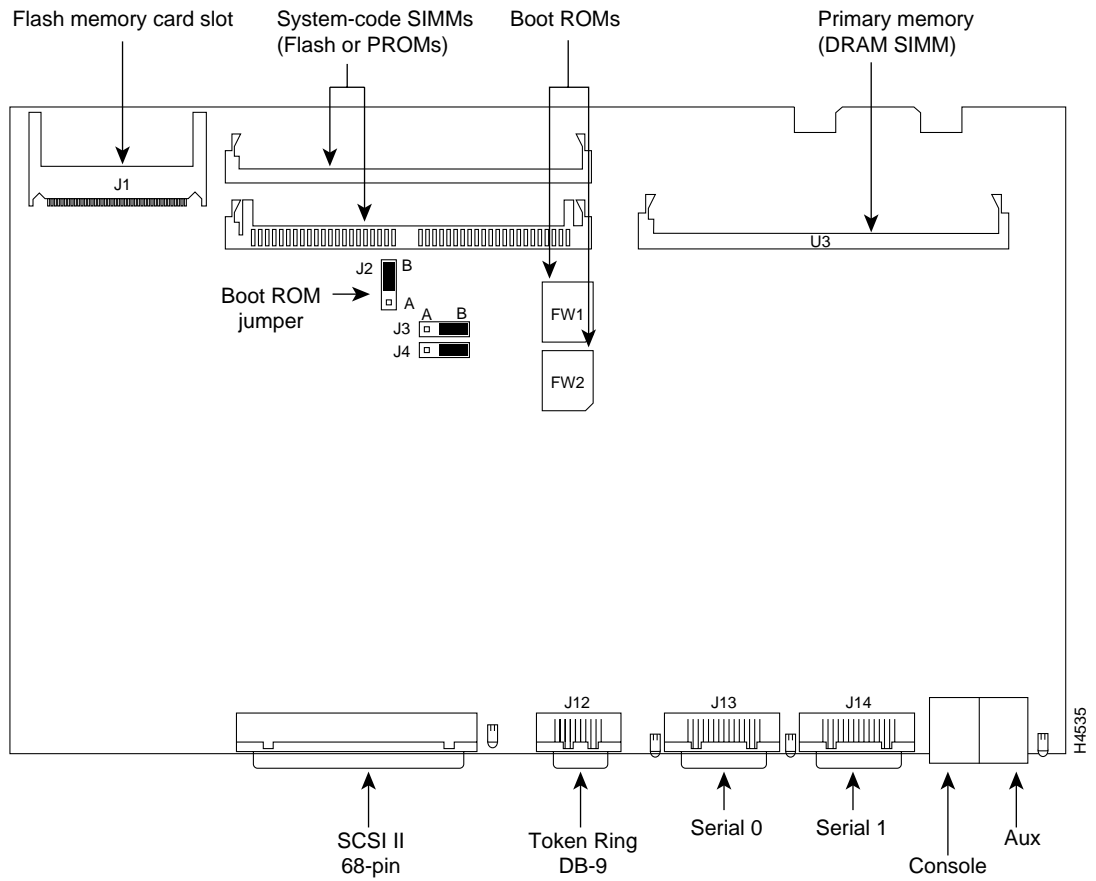 Flash memory card slot
System-code SIMMs
(Flash or PROMs)
Boot ROMs
Primary memory
(DRAM SIMM)
J1
U3
J2
B
A
Boot ROM
jumper
A
B
J3
J4
FW1
FW2
J12
J13
J14
H4535
SCSI II
68-pin
Token Ring
DB-9
Serial 0
Serial 1
Console
Aux